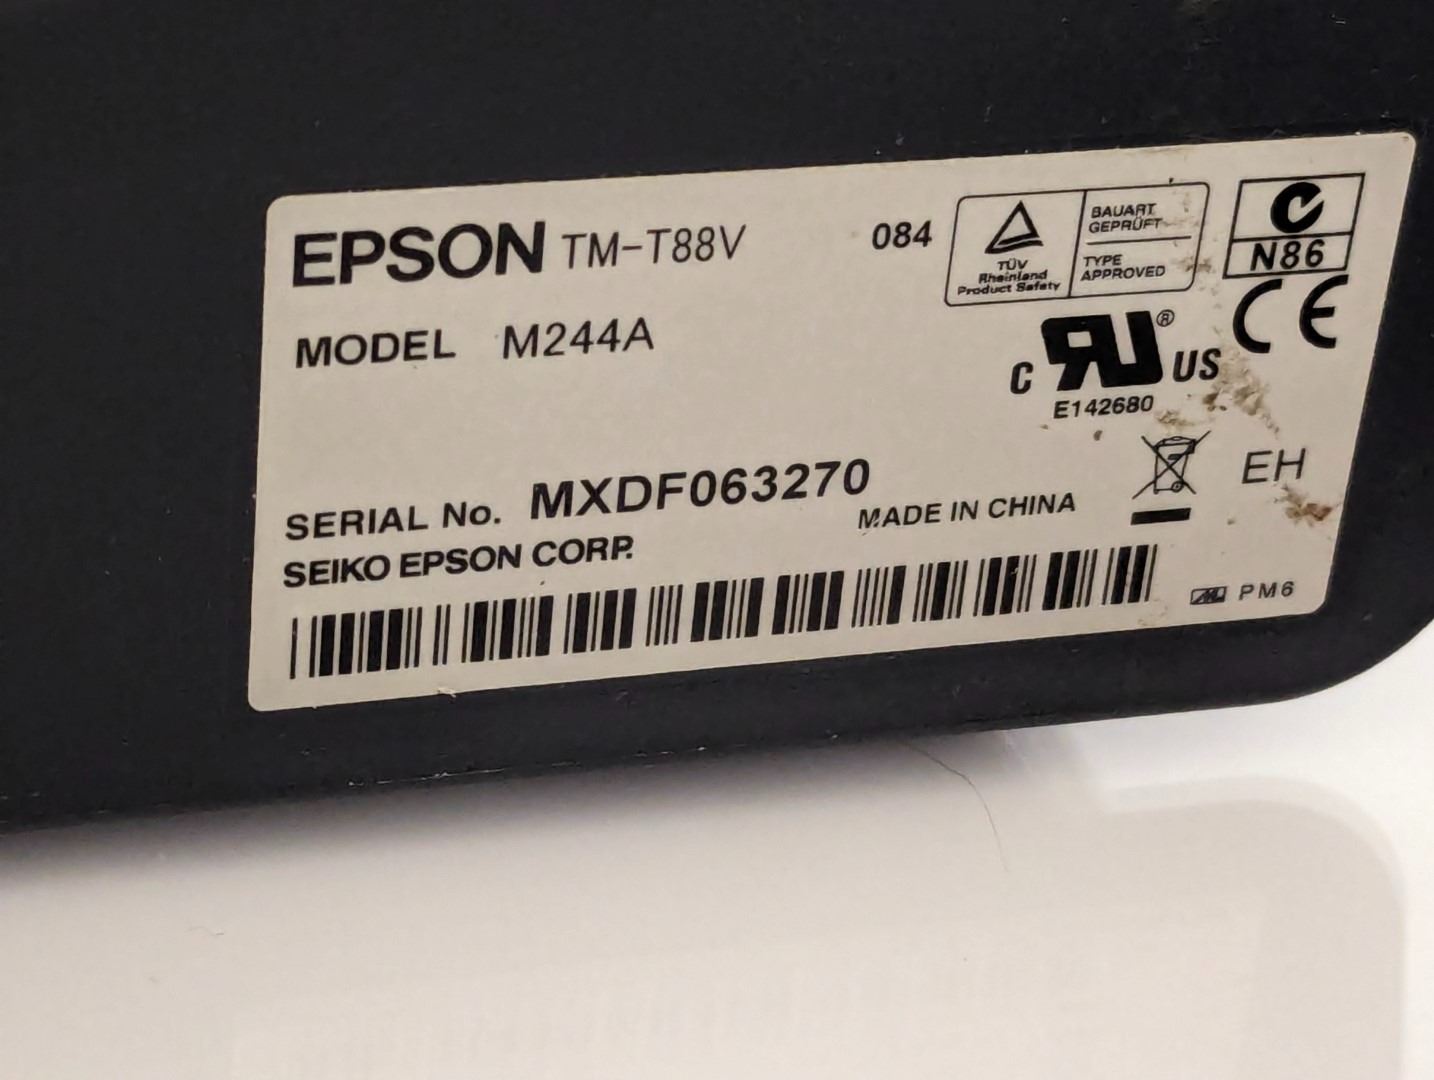 EPSON TM-T88V 084
TÜV
Rheinland
Product Safety
BAUART
GEPRÜFT
TYPE
APPROVED
N86
MODEL M244A
CE
C RU® US
E142680
EH
SERIAL No. MXDF063270
MADE IN CHINA
SEIKO EPSON CORP.
PM6